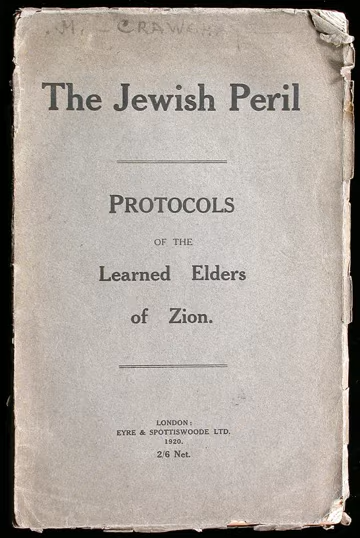 The Jewish Peril
PROTOCOLS
OF THE
Learned Elders
of Zion.
LONDON:
EYRE & SPOTTISWOODE LTD.
1920.
2/6 Net.